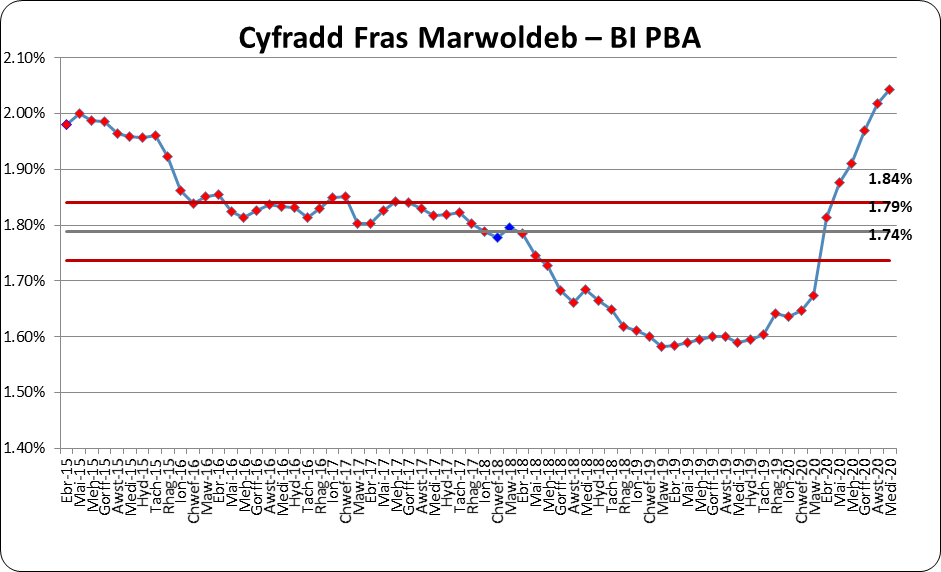 Cyfradd Fras Marwoldeb – BI PBA
2.10%
2.00%
1.90%
1.80%
1.70%
1.60%
1.50%
1.40%
1.84%
1.79%
1.74%
Ebr-15
Mai-15
Meh-15
Gorff-15
Awst-15
Medi-15
Hyd-15
Tach-15
Rhag-15
Ion-16
Chwef-16
Maw-16
Ebr-16
Mai-16
Meh-16
Gorff-16
Awst-16
Medi-16
Hyd-16
Tach-16
Rhag-16
Ion-17
Chwef-17
Maw-17
Ebr-17
Mai-17
Meh-17
Gorff-17
Awst-17
Medi-17
Hyd-17
Tach-17
Rhag-17
Ion-18
Chwef-18
Maw-18
Ebr-18
Mai-18
Meh-18
Gorff-18
Awst-18
Medi-18
Hyd-18
Tach-18
Rhag-18
Ion-19
Chwef-19
Maw-19
Ebr-19
Mai-19
Meh-19
Gorff-19
Awst-19
Medi-19
Hyd-19
Tach-19
Rhag-19
Ion-20
Chwef-20
Maw-20
Ebr-20
Mai-20
Meh-20
Gorff-20
Awst-20
Medi-20